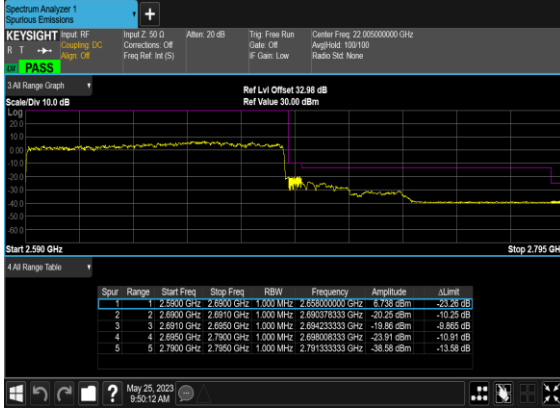 Spectrum Analyzer 1
Spurious Emissions
+
KEYSIGHT Input: RF Input Z: 50 Ω Atten: 20 dB Trig: Free Run Center Freq: 22.005000000 GHz
R T Coupling: DC Corrections: Off Gate: Off Avg|Hold: 100/100
Align: Off Freq Ref: Int (S) IF Gain: Low Radio Std: None
PASS
3 All Range Graph
Ref Lvl Offset 32.98 dB
Scale/Div 10.0 dB Ref Value 30.00 dBm
Log
20.0
10.0
0.00
-10.0
-20.0
-30.0
-40.0
-50.0
-60.0
Start 2.590 GHz Stop 2.795 GH
4 All Range Table
Spur Range Start Freq Stop Freq RBW Frequency Amplitude ΔLimit
1 1 2.5900 GHz 2.6900 GHz 1.000 MHz 2.658000000 GHz 6.738 dBm -23.26 dB
2 2 2.6900 GHz 2.6910 GHz 1.000 MHz 2.690378333 GHz -20.25 dBm -10.25 dB
3 3 2.6910 GHz 2.6950 GHz 1.000 MHz 2.694233333 GHz -19.86 dBm -9.865 dB
4 4 2.6950 GHz 2.7900 GHz 1.000 MHz 2.698008333 GHz -23.91 dBm -10.91 dB
5 5 2.7900 GHz 2.7950 GHz 1.000 MHz 2.791333333 GHz -38.58 dBm -13.58 dB
?
May 25, 2023
9:50:12 AM